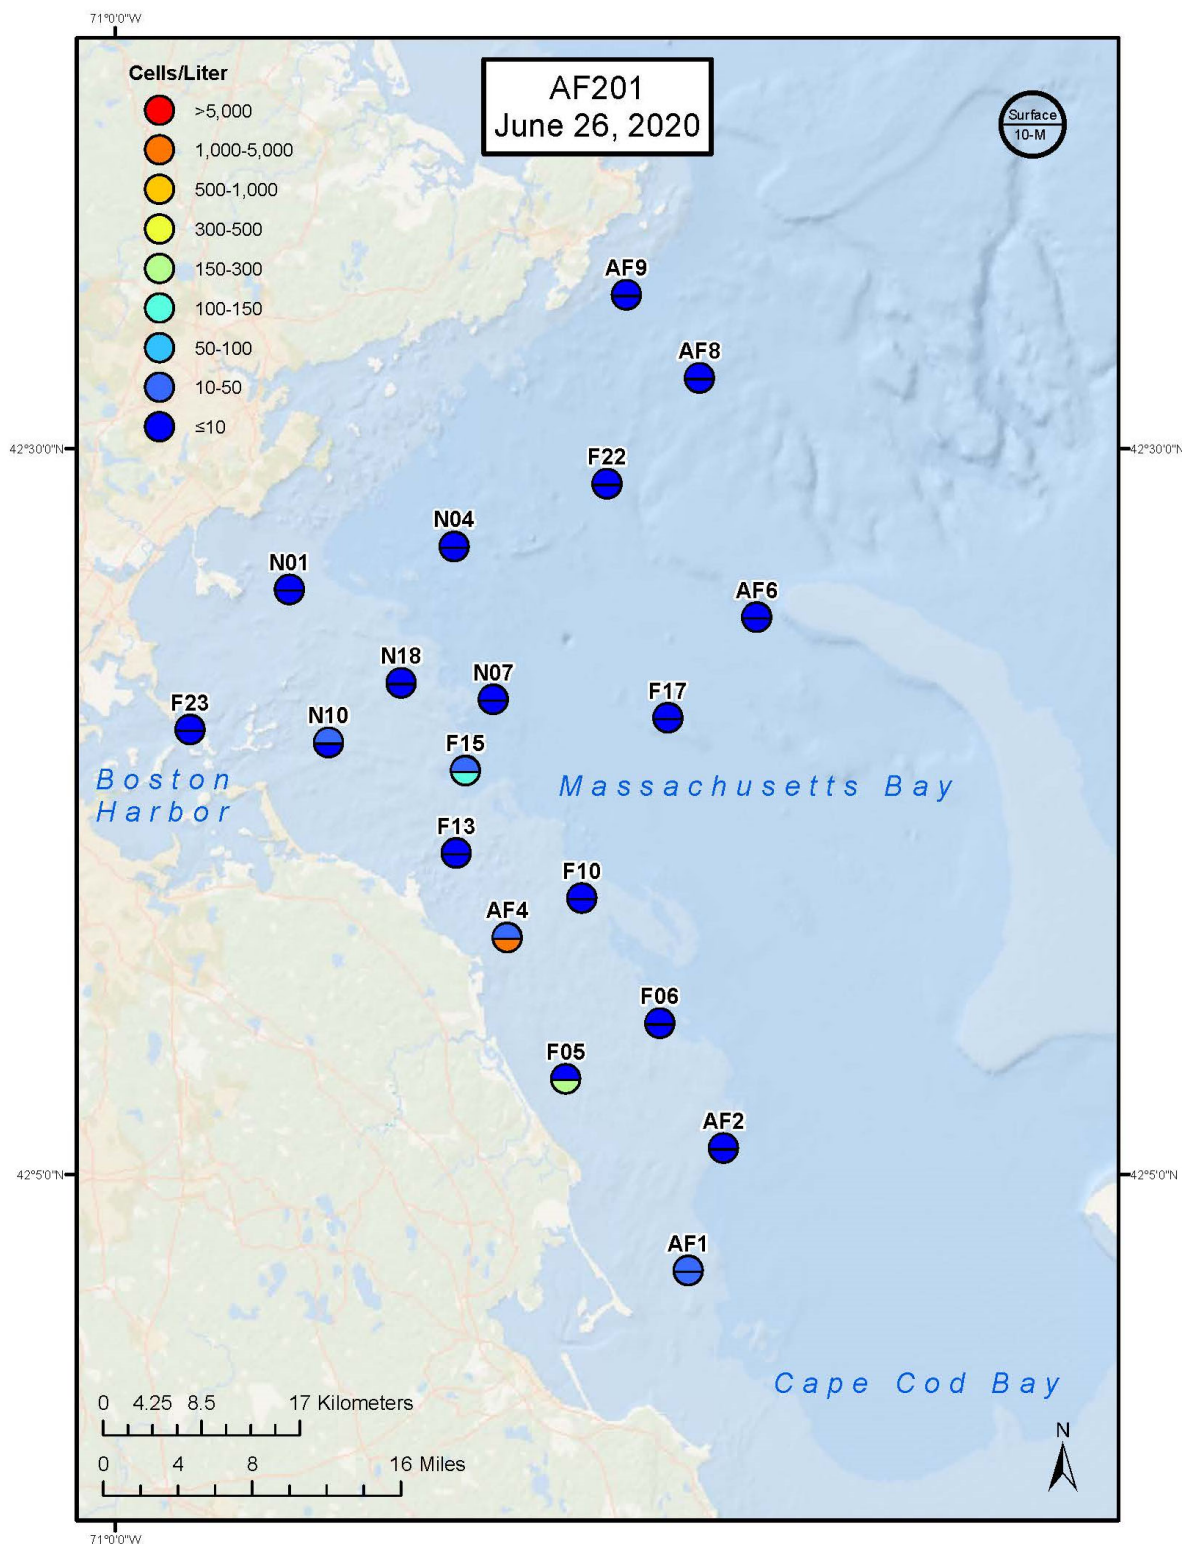 71°0'0"W
Cells/Liter
>5,000
1,000-5,000
500-1,000
300-500
150-300
100-150
50-100
10-50
≤10
AF201
June 26, 2020
Surface
10-M
AF9
AF8
42°30'0"N
42°30'0"N
F22
N04
N01
AF6
N18
N07
F17
F23
N10
F15
Boston
Harbor
Massachusetts Bay
F13
F10
AF4
F06
F05
AF2
42°5'0"N
42°5'0"N
AF1
Cape Cod Bay
0 4.25 8.5 17 Kilometers
0 4 8 16 Miles
N
71°0'0"W